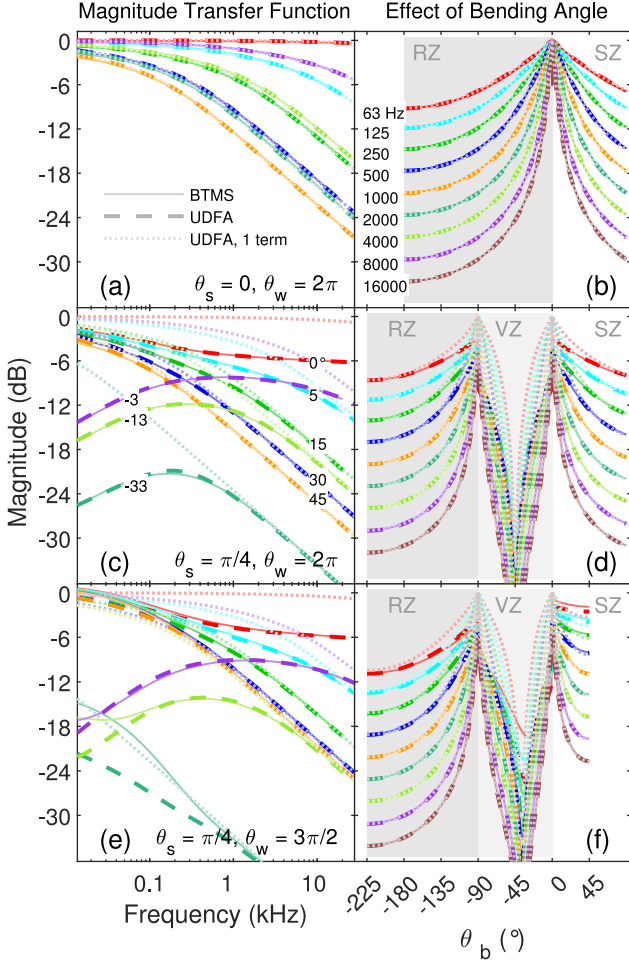 Magnitude Transfer Function
Effect of Bending Angle
0
-6
-12
-18
-24
-30
BTMS
UDFA
UDFA, 1 term
(a)
θs = 0, θw = 2π
RZ
SZ
63 Hz
125
250
500
1000
2000
4000
8000
16000
(b)
Magnitude (dB)
0
-6
-12
-18
-24
-30
0°
5
-3
-13
15
30
45
-33
(c)
θs = π/4, θw = 2π
RZ
VZ
SZ
(d)
0
-6
-12
-18
-24
-30
(e)
θs = π/4, θw = 3π/2
0.1
1
10
Frequency (kHz)
RZ
VZ
SZ
(f)
-225
-180
-135
-90
-45
0
45
θb (°)